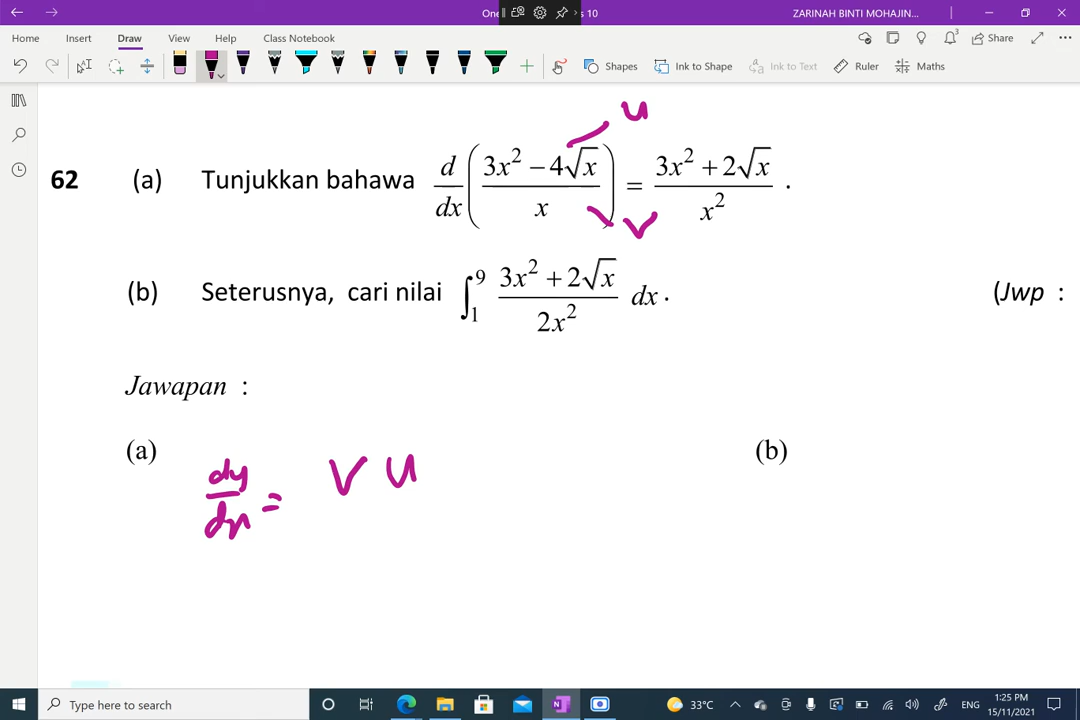 One s 10
ZARINAH BINTI MOHAJIN...
Home Insert Draw View Help Class Notebook
Share
Shapes Ink to Shape Ink to Text Ruler Maths
u
62 (a) Tunjukkan bahawa d/dx ( (3x² − 4√x)/x ) = (3x² + 2√x)/x² .
v
(b) Seterusnya, cari nilai ∫₁⁹ (3x² + 2√x)/(2x²) dx . (Jwp :
Jawapan :
(a) (b)
dy/dx = v u
Type here to search
33°C
ENG
1:25 PM
15/11/2021